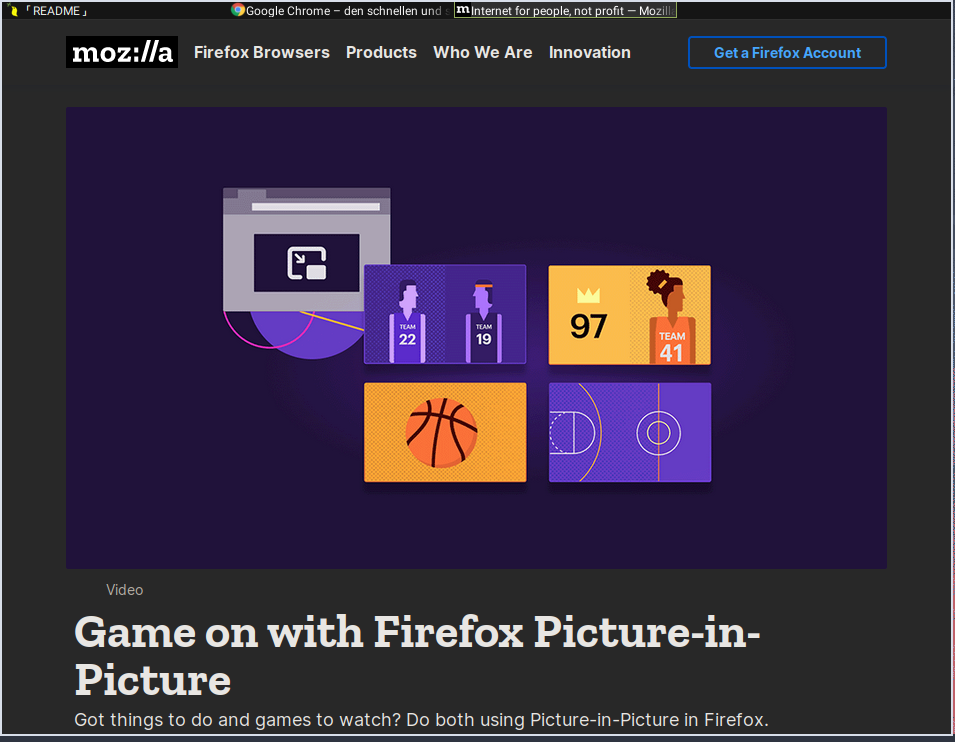 「README」
Google Chrome – den schnellen und
Internet for people, not profit — Mozill
moz://a
Firefox Browsers
Products
Who We Are
Innovation
Get a Firefox Account
TEAM
22
TEAM
19
97
TEAM
41
Video
Game on with Firefox Picture-in-
Picture
Got things to do and games to watch? Do both using Picture-in-Picture in Firefox.